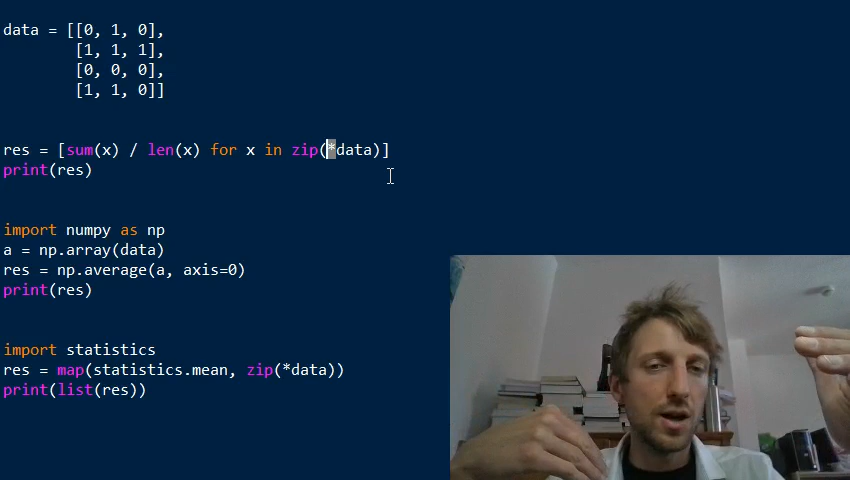 data = [[0, 1, 0],
[1, 1, 1],
[0, 0, 0],
[1, 1, 0]]
res = [sum(x) / len(x) for x in zip(*data)]
print(res)
import numpy as np
a = np.array(data)
res = np.average(a, axis=0)
print(res)
import statistics
res = map(statistics.mean, zip(*data))
print(list(res))